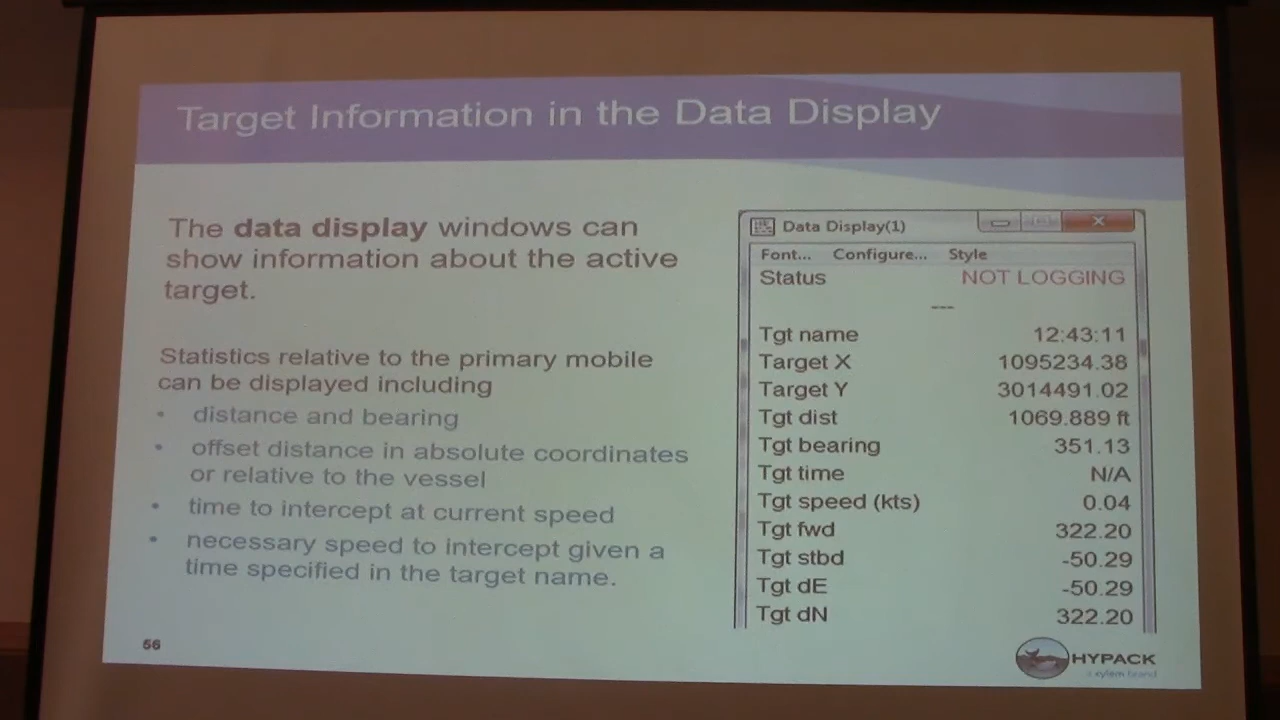 Target Information in the Data Display
The data display windows can
show information about the active
target.
Statistics relative to the primary mobile
can be displayed including
• distance and bearing
• offset distance in absolute coordinates
or relative to the vessel
• time to intercept at current speed
• necessary speed to intercept given a
time specified in the target name.
Data Display(1)
Font... Configure... Style
Status NOT LOGGING
---
Tgt name 12:43:11
Target X 1095234.38
Target Y 3014491.02
Tgt dist 1069.889 ft
Tgt bearing 351.13
Tgt time N/A
Tgt speed (kts) 0.04
Tgt fwd 322.20
Tgt stbd -50.29
Tgt dE -50.29
Tgt dN 322.20
56
HYPACK
a xylem brand